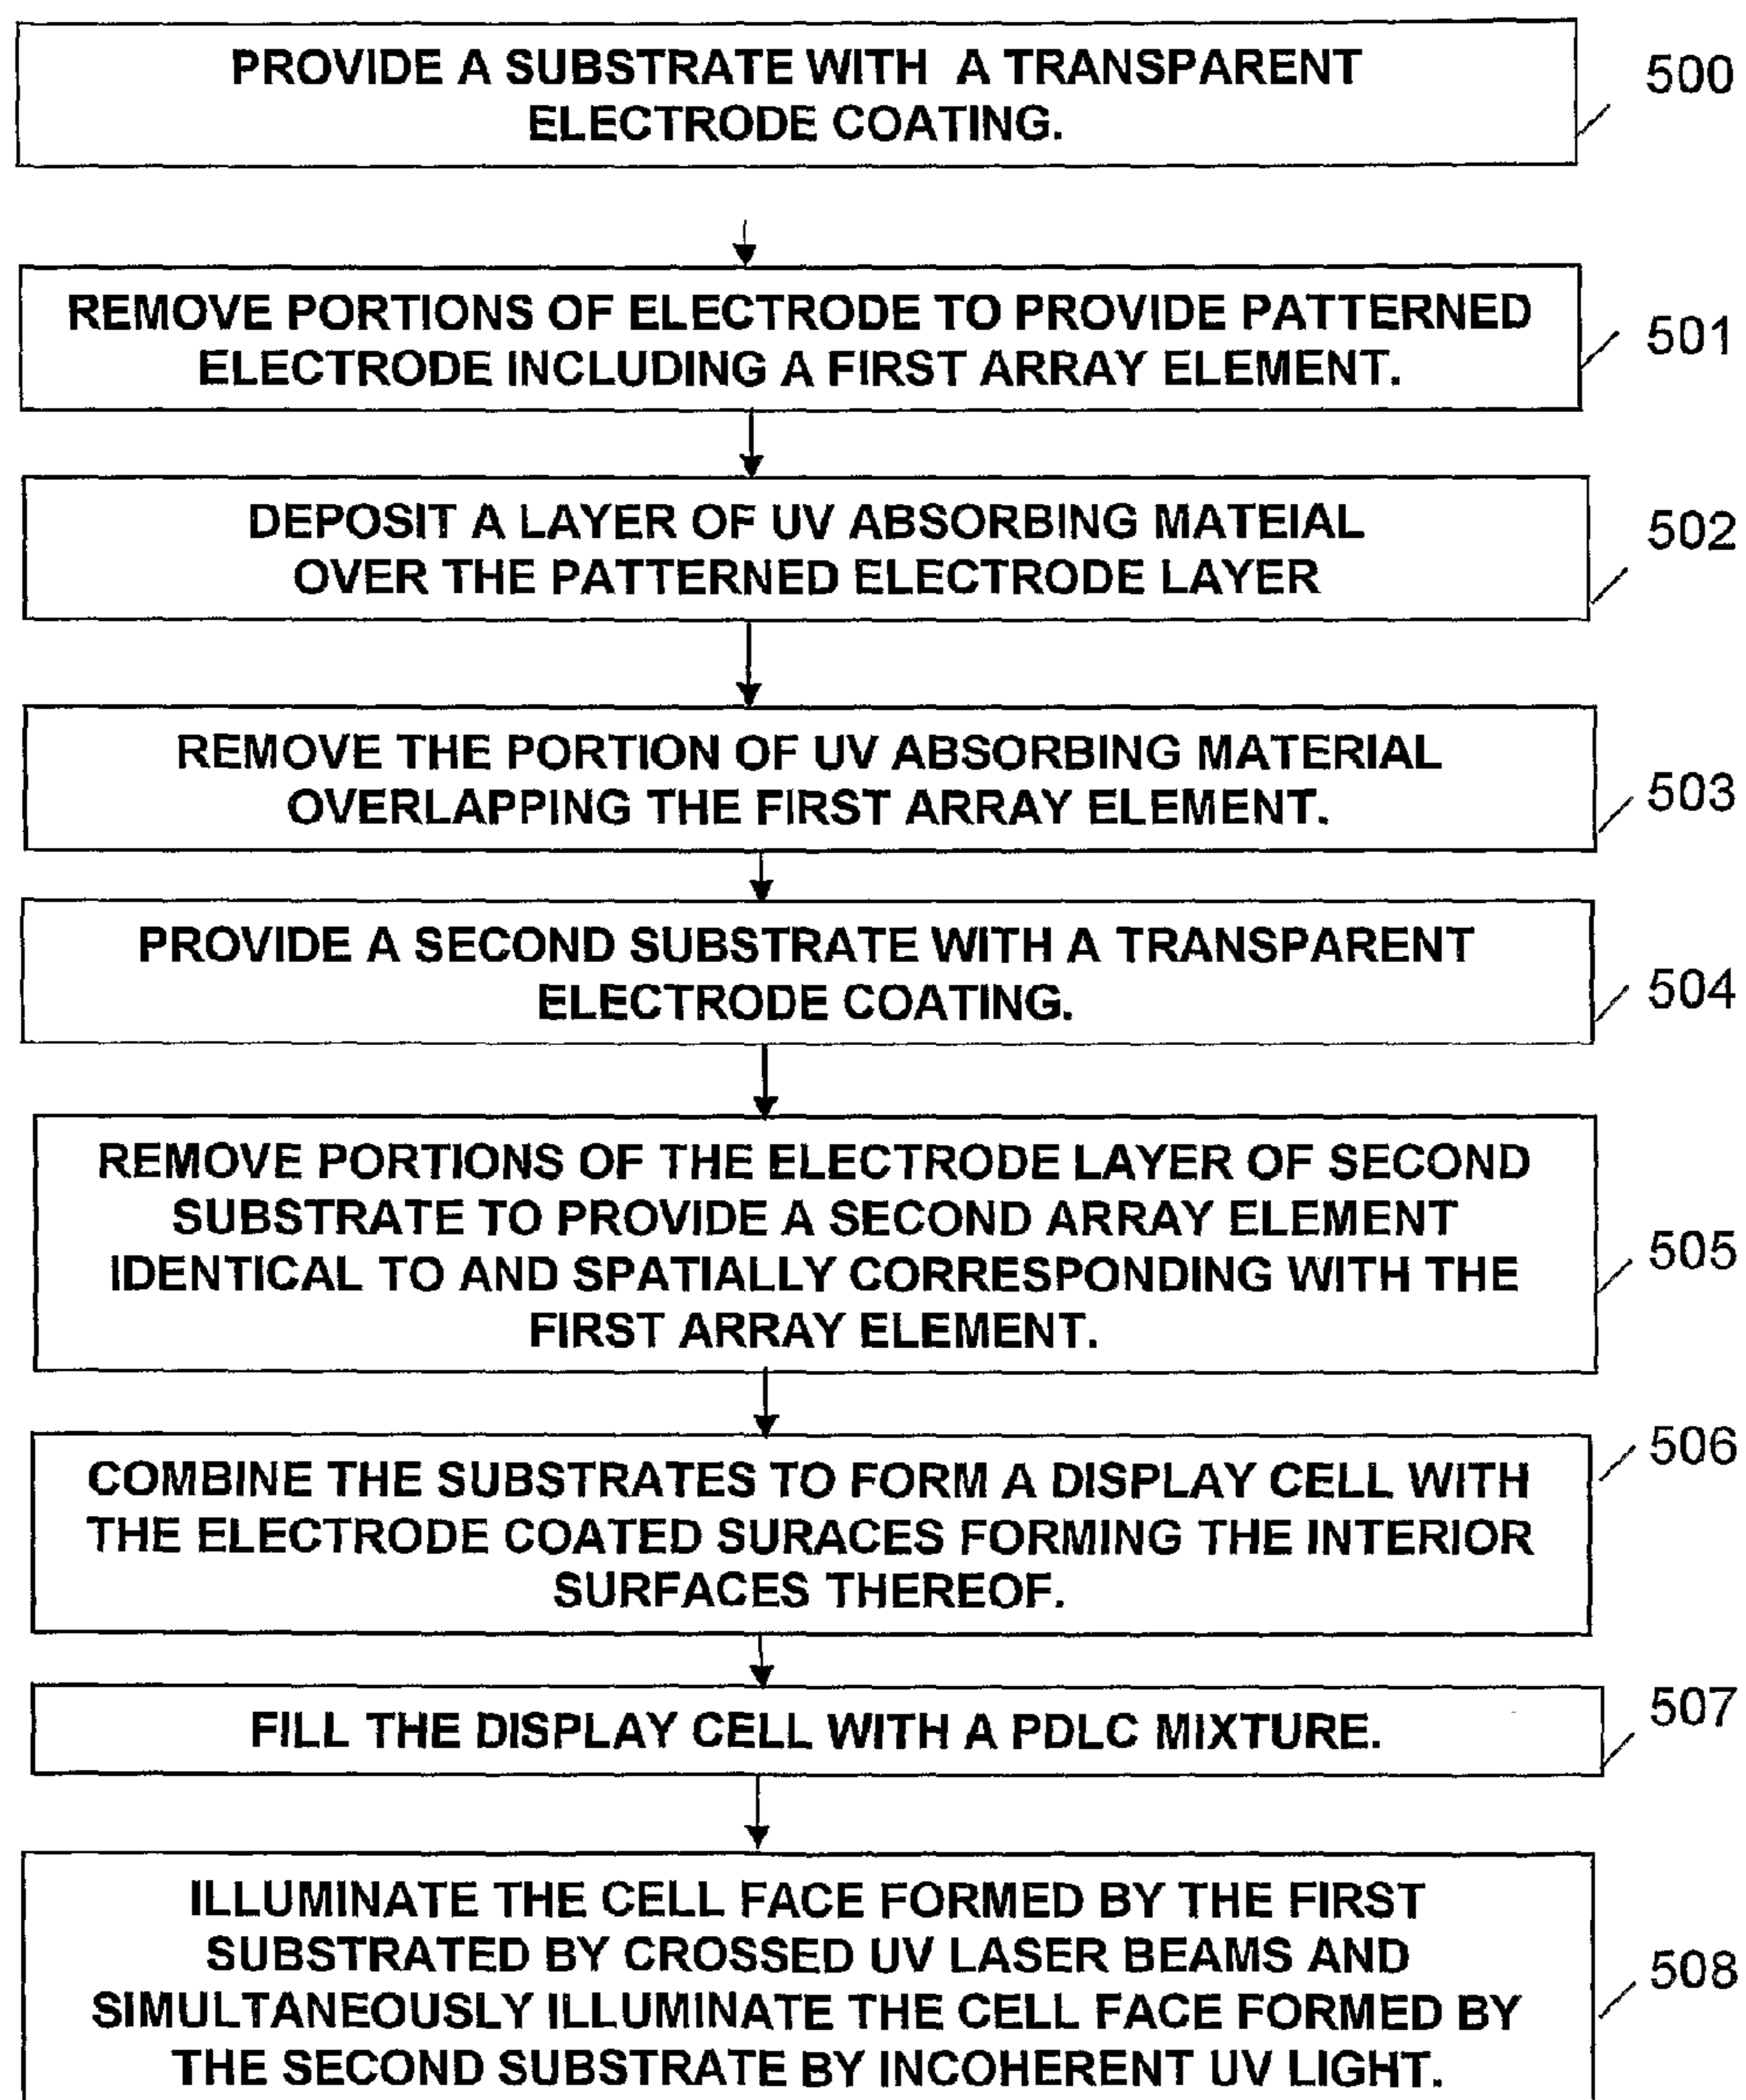 PROVIDE A SUBSTRATE WITH A TRANSPARENT
ELECTRODE COATING.
500
REMOVE PORTIONS OF ELECTRODE TO PROVIDE PATTERNED
ELECTRODE INCLUDING A FIRST ARRAY ELEMENT.
501
DEPOSIT A LAYER OF UV ABSORBING MATEIAL
OVER THE PATTERNED ELECTRODE LAYER
502
REMOVE THE PORTION OF UV ABSORBING MATERIAL
OVERLAPPING THE FIRST ARRAY ELEMENT.
503
PROVIDE A SECOND SUBSTRATE WITH A TRANSPARENT
ELECTRODE COATING.
504
REMOVE PORTIONS OF THE ELECTRODE LAYER OF SECOND
SUBSTRATE TO PROVIDE A SECOND ARRAY ELEMENT
IDENTICAL TO AND SPATIALLY CORRESPONDING WITH THE
FIRST ARRAY ELEMENT.
505
COMBINE THE SUBSTRATES TO FORM A DISPLAY CELL WITH
THE ELECTRODE COATED SURACES FORMING THE INTERIOR
SURFACES THEREOF.
506
FILL THE DISPLAY CELL WITH A PDLC MIXTURE.
507
ILLUMINATE THE CELL FACE FORMED BY THE FIRST
SUBSTRATED BY CROSSED UV LASER BEAMS AND
SIMULTANEOUSLY ILLUMINATE THE CELL FACE FORMED BY
THE SECOND SUBSTRATE BY INCOHERENT UV LIGHT.
508